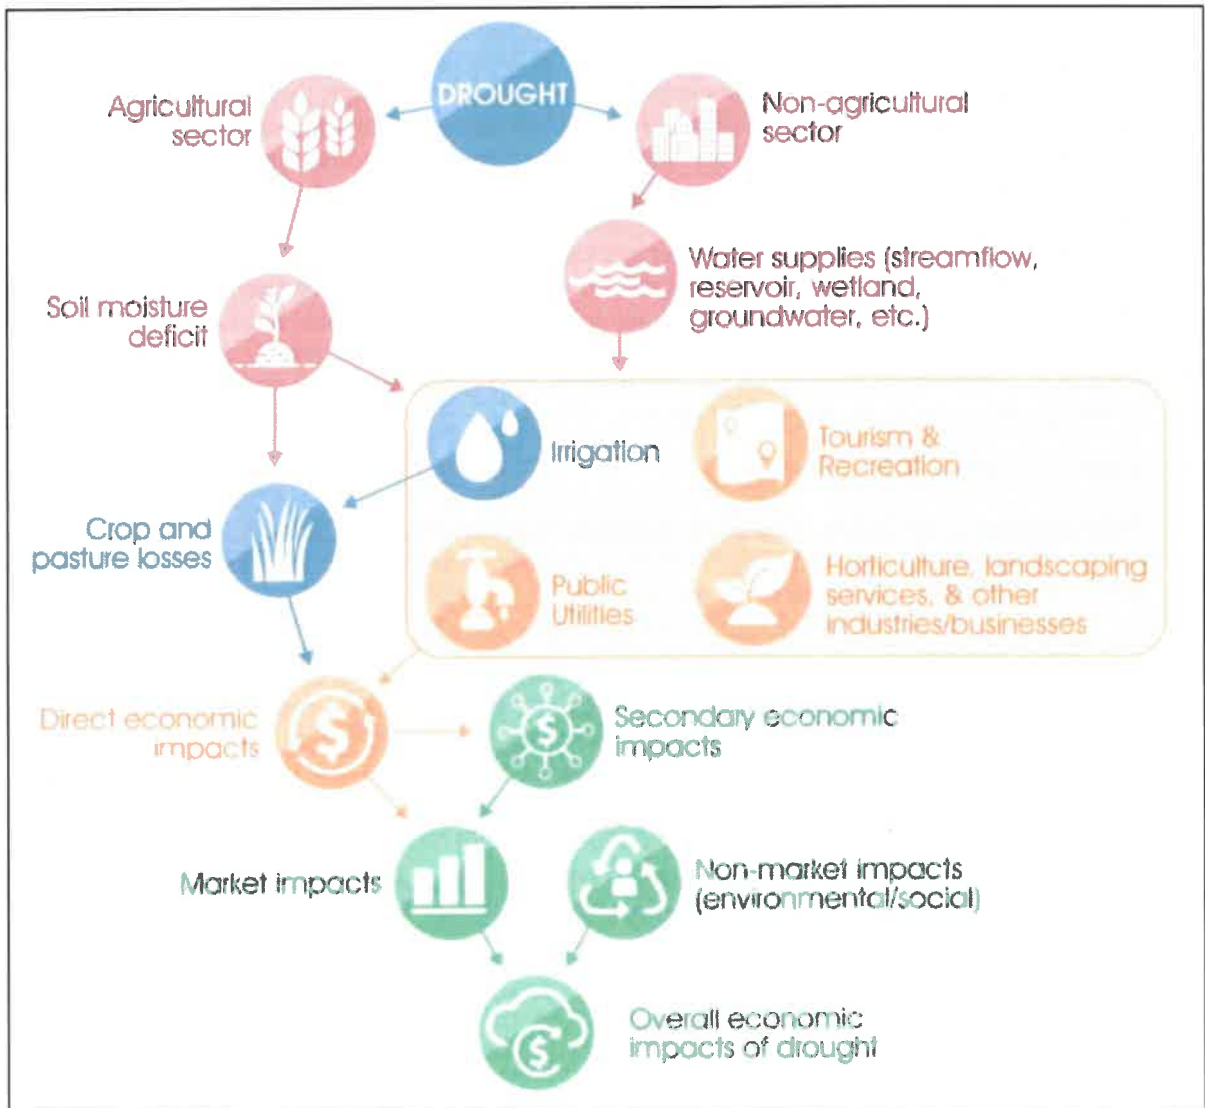 DROUGHT
Agricultural
sector
Non-agricultural
sector
Water supplies (streamflow,
reservoir, wetland,
groundwater, etc.)
Soil moisture
deficit
Irrigation
Tourism &
Recreation
Crop and
pasture losses
Public
Utilities
Horticulture, landscaping
services, & other
industries/businesses
Direct economic
impacts
Secondary economic
impacts
Market impacts
Non-market impacts
(environmental/social)
Overall economic
impacts of drought